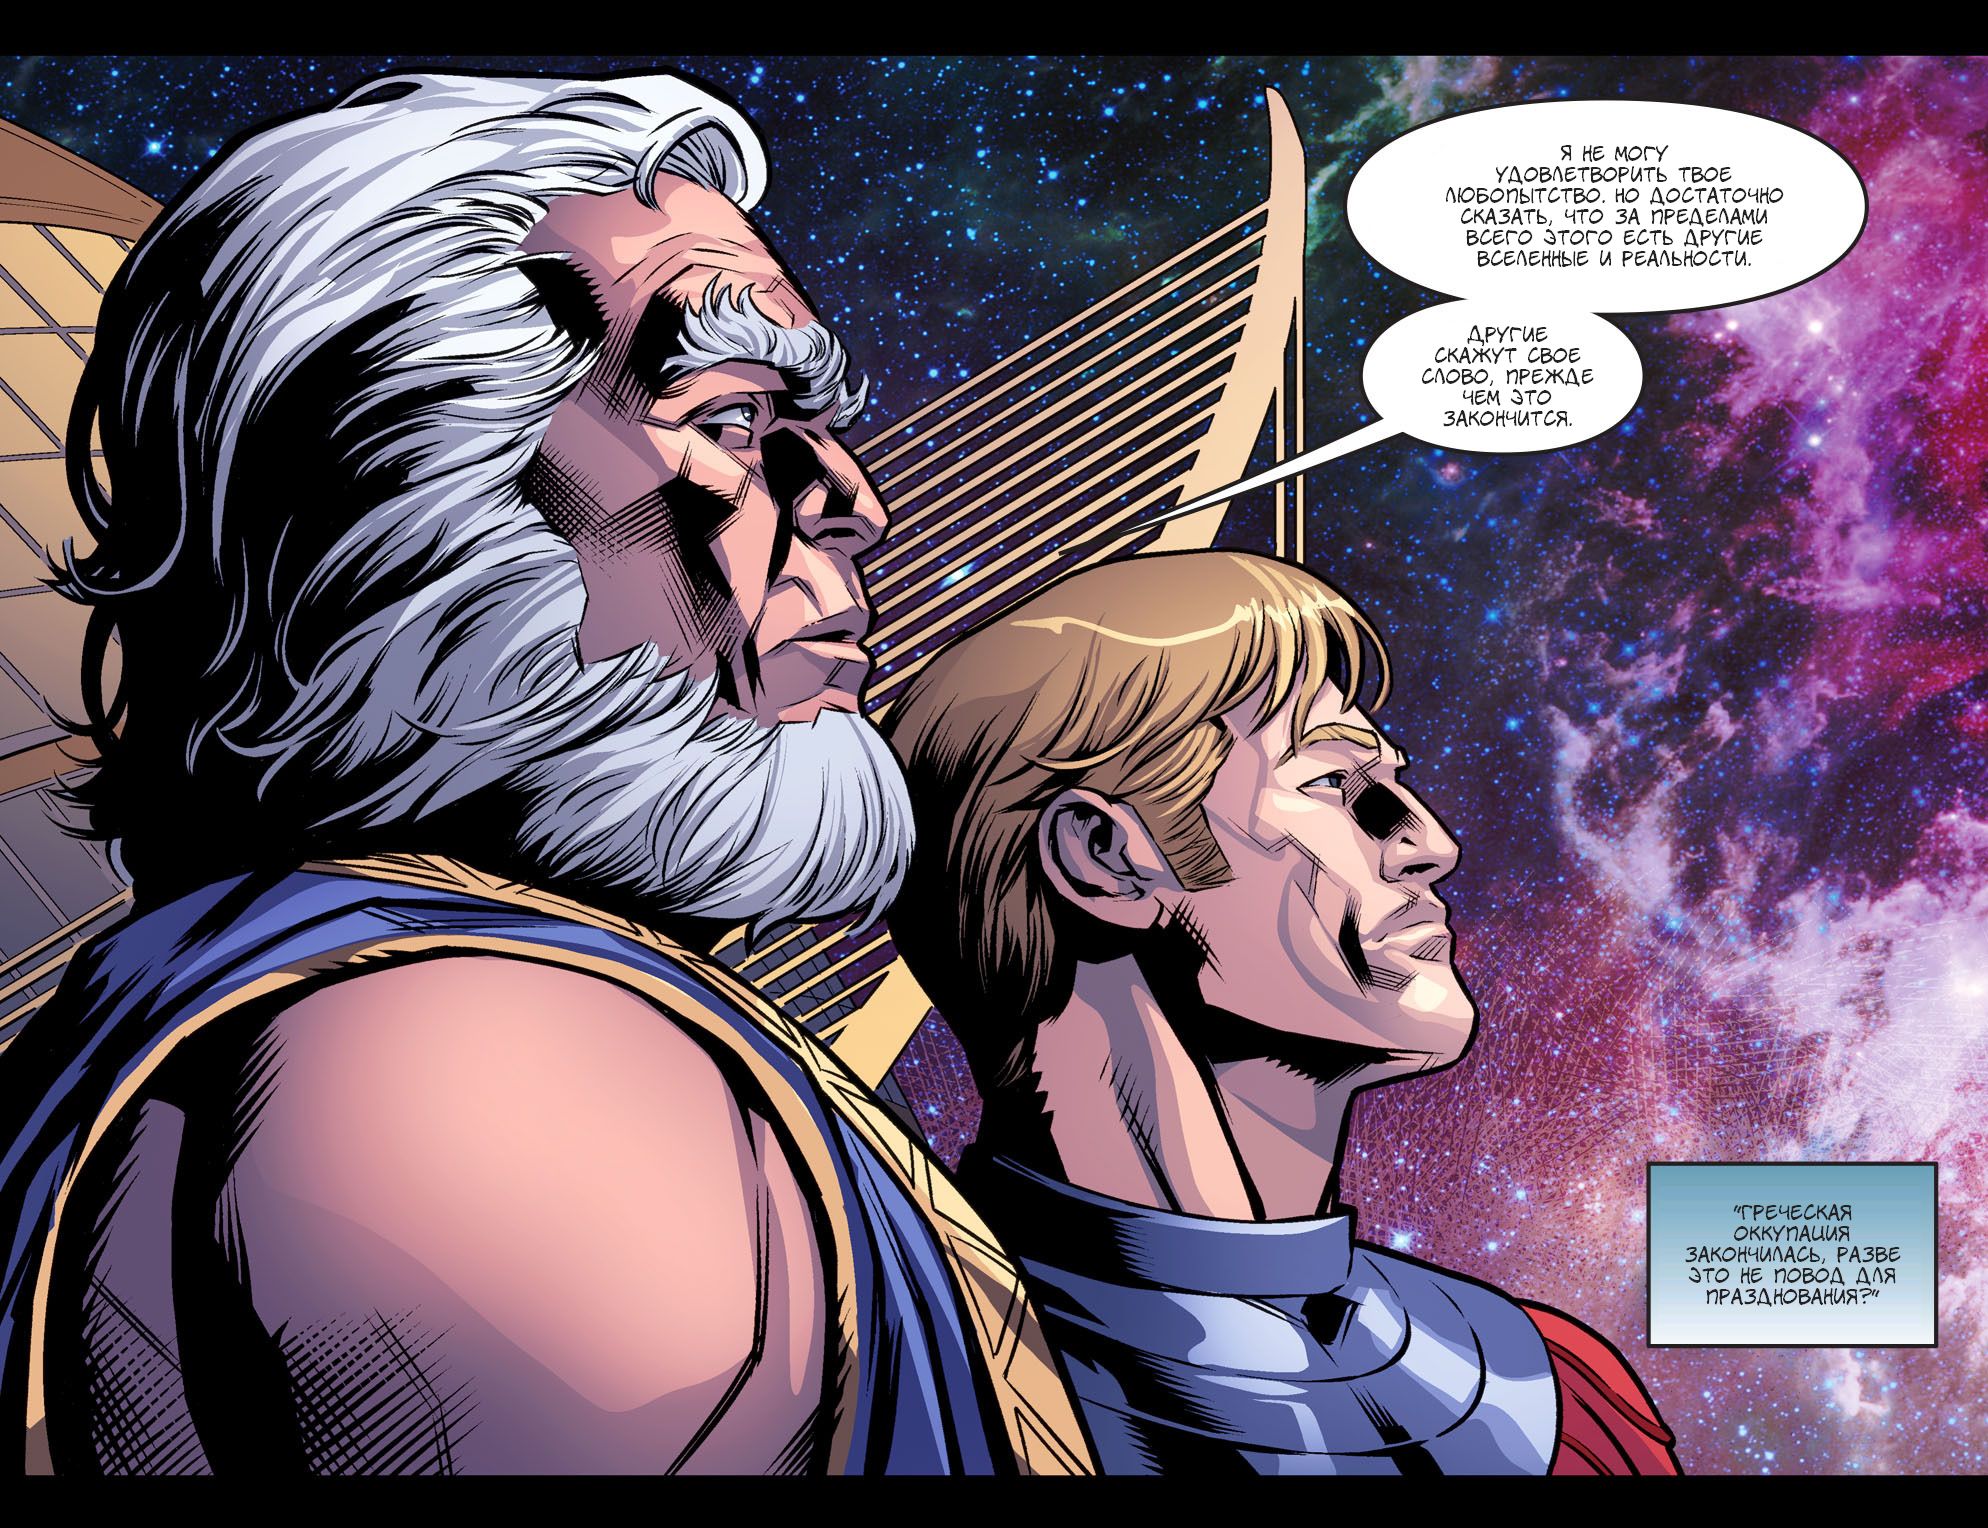 Я НЕ МОГУ
УДОВЛЕТВОРИТЬ ТВОЕ
ЛЮБОПЫТСТВО. НО ДОСТАТОЧНО
СКАЗАТЬ, ЧТО ЗА ПРЕДЕЛАМИ
ВСЕГО ЭТОГО ЕСТЬ ДРУГИЕ
ВСЕЛЕННЫЕ И РЕАЛЬНОСТИ.
ДРУГИЕ
СКАЖУТ СВОЕ
СЛОВО, ПРЕЖДЕ
ЧЕМ ЭТО
ЗАКОНЧИТСЯ.
"ГРЕЧЕСКАЯ
ОККУПАЦИЯ
ЗАКОНЧИЛАСЬ, РАЗВЕ
ЭТО НЕ ПОВОД ДЛЯ
ПРАЗДНОВАНИЯ?"